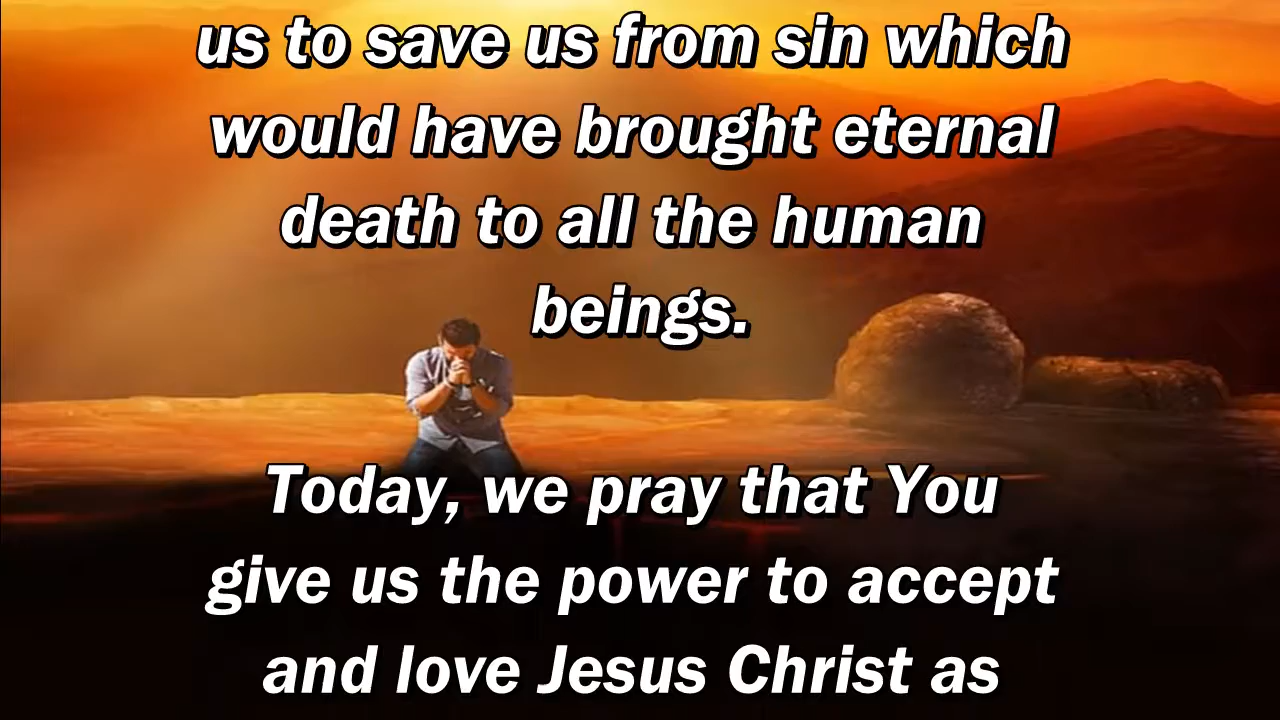 us to save us from sin which
would have brought eternal
death to all the human
beings.
Today, we pray that You
give us the power to accept
and love Jesus Christ as